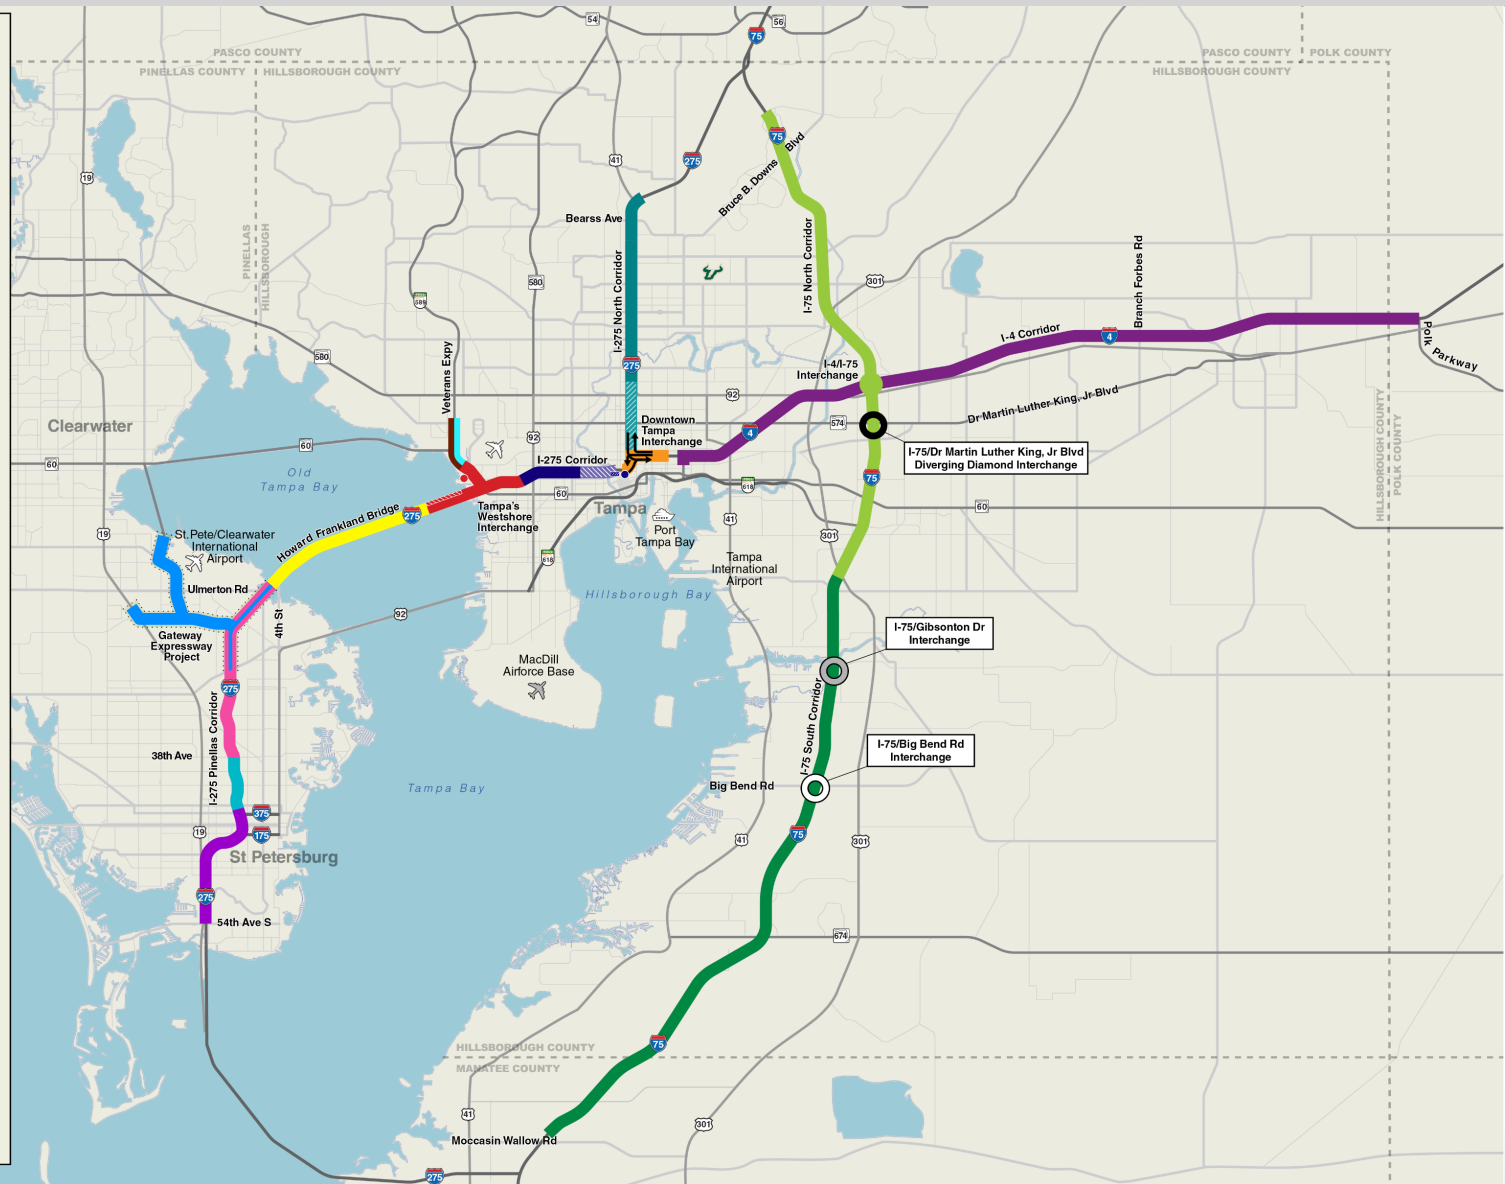 54
56
75
PASCO COUNTY
PASCO COUNTY
POLK COUNTY
PINELLAS COUNTY
HILLSBOROUGH COUNTY
HILLSBOROUGH COUNTY
75
Bruce B. Downs Blvd
41
275
19
Bearss Ave
PINELLAS
HILLSBOROUGH
I-275 North Corridor
I-75 North Corridor
580
301
589
Branch Forbes Rd
I-4 Corridor
4
Polk
Parkway
580
Veterans Expy
275
I-4/I-75
Interchange
92
Dr Martin Luther King, Jr Blvd
HILLSBOROUGH COUNTY
POLK COUNTY
Clearwater
Downtown
Tampa
Interchange
574
4
92
60
60
I-75/Dr Martin Luther King, Jr Blvd
Diverging Diamond Interchange
I-275 Corridor
Old
Tampa Bay
75
618
60
60
Tampa's
Westshore
Interchange
Tampa
Howard Frankland Bridge
275
Port
Tampa Bay
41
301
19
St.Pete/Clearwater
International
Airport
618
Tampa
International
Airport
Ulmerton Rd
Hillsborough Bay
92
4th St
Gateway
Expressway
Project
I-75/Gibsonton Dr
Interchange
MacDill
Airforce Base
275
I-275 Pinellas Corridor
I-75 South Corridor
38th Ave
I-75/Big Bend Rd
Interchange
Tampa Bay
Big Bend Rd
375
19
175
75
41
301
St Petersburg
275
54th Ave S
674
75
HILLSBOROUGH COUNTY
MANATEE COUNTY
41
301
Moccasin Wallow Rd
275